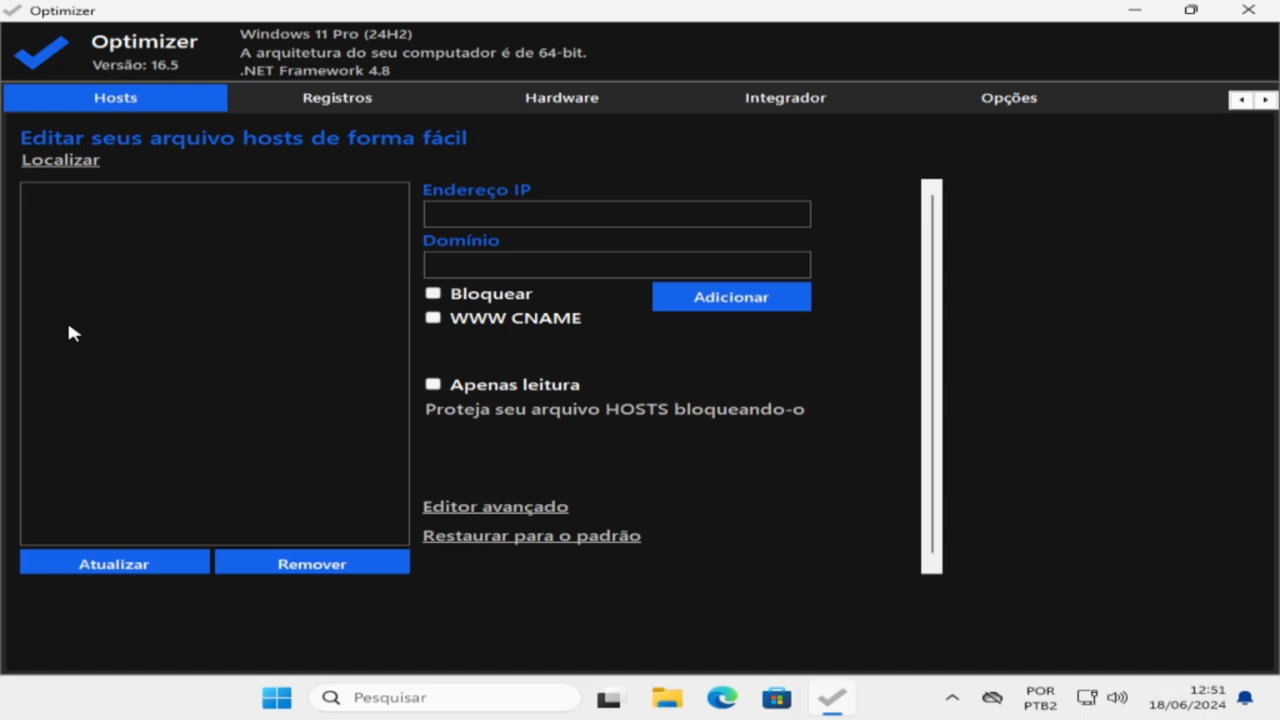 Optimizer
Optimizer
Versão: 16.5
Windows 11 Pro (24H2)
A arquitetura do seu computador é de 64-bit.
.NET Framework 4.8
Hosts
Registros
Hardware
Integrador
Opções
Editar seus arquivo hosts de forma fácil
Localizar
Endereço IP
Domínio
Bloquear
Adicionar
WWW CNAME
Apenas leitura
Proteja seu arquivo HOSTS bloqueando-o
Editor avançado
Restaurar para o padrão
Atualizar
Remover
Pesquisar
POR
PTB2
12:51
18/06/2024